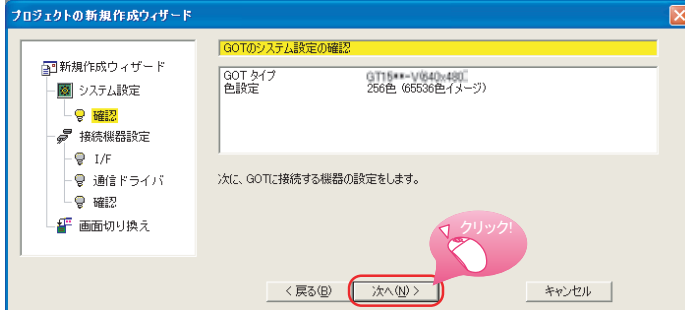 プロジェクトの新規作成ウィザード
新規作成ウィザード
システム設定
確認
接続機器設定
I/F
通信ドライバ
確認
画面切り換え
GOTのシステム設定の確認
GOT タイプ GT15**-V(640x480)
色設定 256色 (65536色イメージ)
次に、GOTに接続する機器の設定をします。
クリック!
< 戻る(B)
次へ(N) >
キャンセル